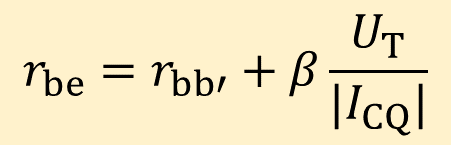 r_be = r_bb′ + β U_T / |I_CQ|